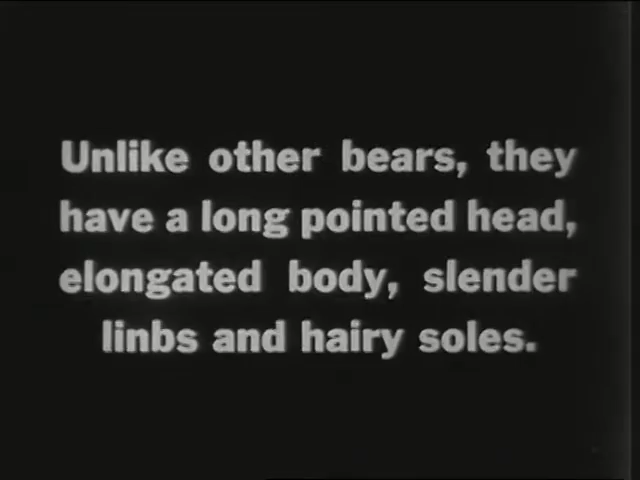 Unlike other bears, they
have a long pointed head,
elongated body, slender
linbs and hairy soles.